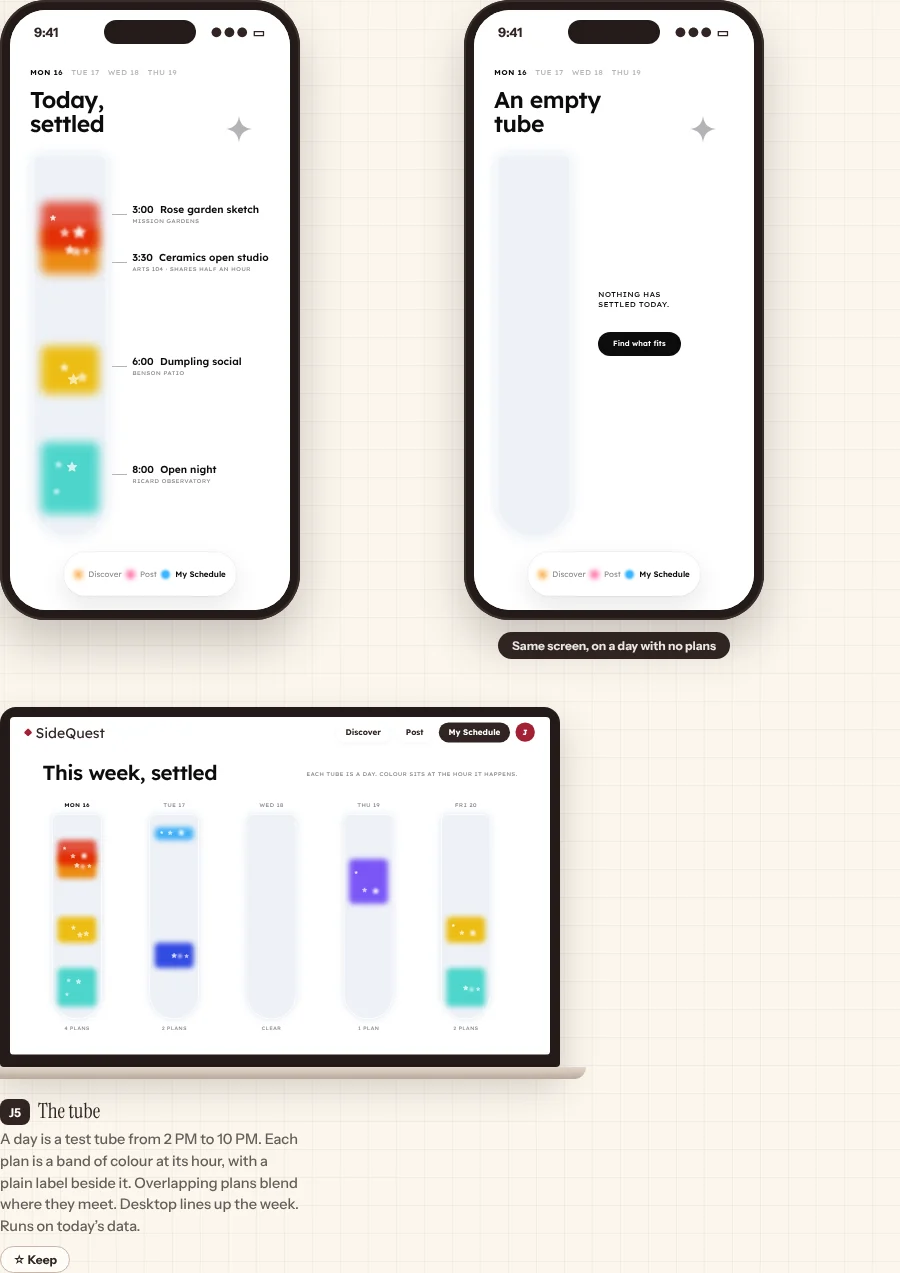 9:41
MON 16 TUE 17 WED 18 THU 19
Today,
settled
3:00 Rose garden sketch
MISSION GARDENS
3:30 Ceramics open studio
ARTS 104 · SHARES HALF AN HOUR
6:00 Dumpling social
BENSON PATIO
8:00 Open night
RICARD OBSERVATORY
Discover Post My Schedule
9:41
MON 16 TUE 17 WED 18 THU 19
An empty
tube
NOTHING HAS
SETTLED TODAY.
Find what fits
Discover Post My Schedule
Same screen, on a day with no plans
SideQuest
Discover Post My Schedule J
This week, settled
EACH TUBE IS A DAY. COLOUR SITS AT THE HOUR IT HAPPENS.
MON 16 TUE 17 WED 18 THU 19 FRI 20
4 PLANS 2 PLANS CLEAR 1 PLAN 2 PLANS
J5 The tube
A day is a test tube from 2 PM to 10 PM. Each
plan is a band of colour at its hour, with a
plain label beside it. Overlapping plans blend
where they meet. Desktop lines up the week.
Runs on today's data.
☆ Keep